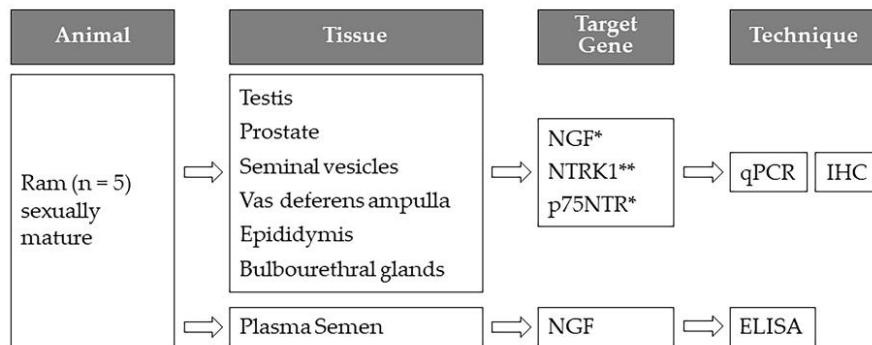 Animal
Tissue
Target
Gene
Technique
Ram (n = 5)
sexually
mature
Testis
Prostate
Seminal vesicles
Vas deferens ampulla
Epididymis
Bulbourethral glands
NGF*
NTRK1**
p75NTR*
qPCR
IHC
Plasma Semen
NGF
ELISA